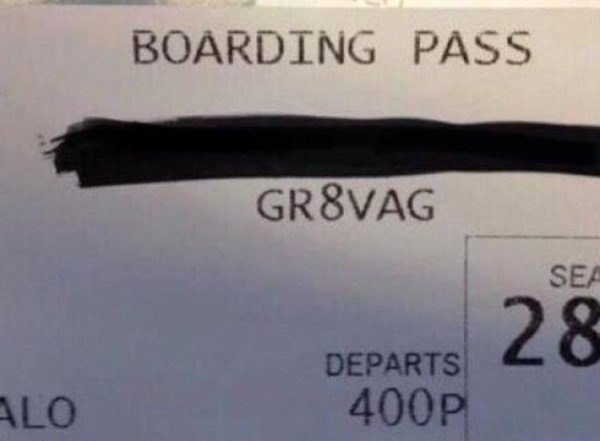 BOARDING PASS
GR8VAG
SEA
28
DEPARTS
ALO
400P